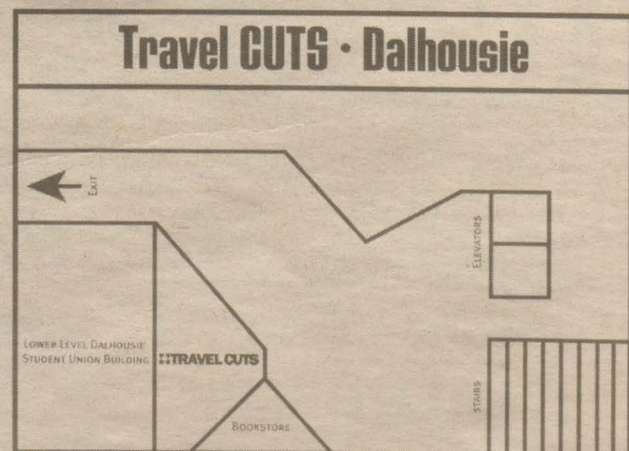 Travel CUTS • Dalhousie
EXIT
ELEVATORS
LOWER LEVEL DALHOUSIE
STUDENT UNION BUILDING
TRAVEL CUTS
STAIRS
BOOKSTORE